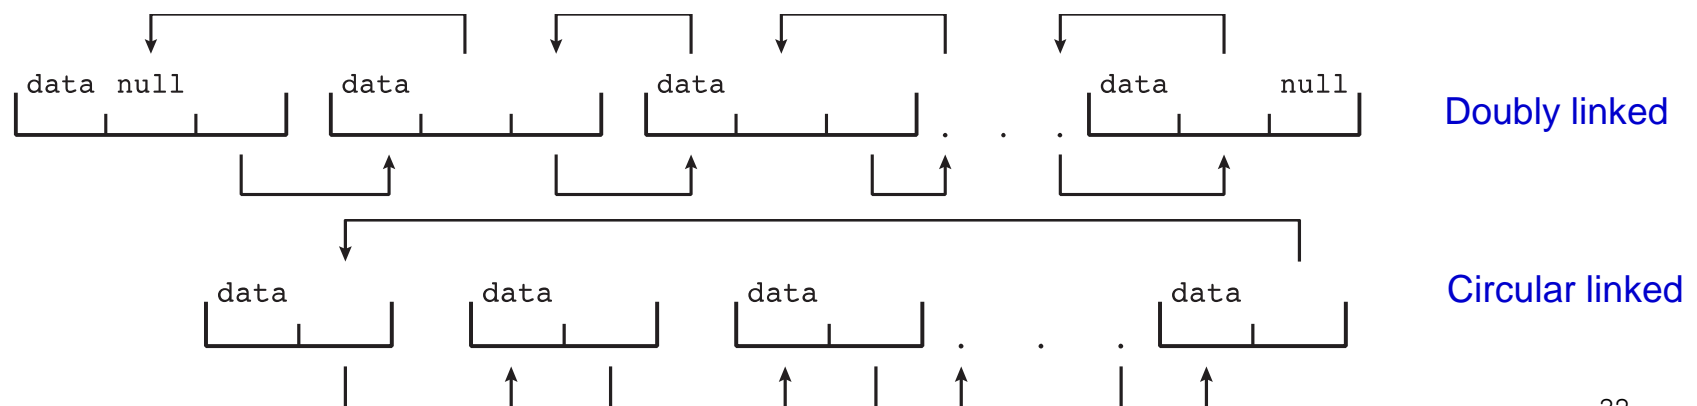 data null data data . . . data null Doubly linked
data data data . . . data Circular linked